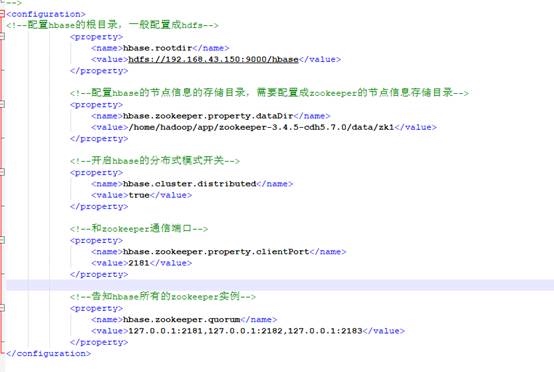 -->
<configuration>
<!--配置hbase的根目录，一般配置成hdfs-->
<property>
<name>hbase.rootdir</name>
<value>hdfs://192.168.43.150:9000/hbase</value>
</property>
<!--配置hbase的节点信息的存储目录，需要配置成zookeeper的节点信息存储目录-->
<property>
<name>hbase.zookeeper.property.dataDir</name>
<value>/home/hadoop/app/zookeeper-3.4.5-cdh5.7.0/data/zk1</value>
</property>
<!--开启hbase的分布式模式开关-->
<property>
<name>hbase.cluster.distributed</name>
<value>true</value>
</property>
<!--和zookeeper通信端口-->
<property>
<name>hbase.zookeeper.property.clientPort</name>
<value>2181</value>
</property>
<!--告知hbase所有的zookeeper实例-->
<property>
<name>hbase.zookeeper.quorum</name>
<value>127.0.0.1:2181,127.0.0.1:2182,127.0.0.1:2183</value>
</property>
</configuration>